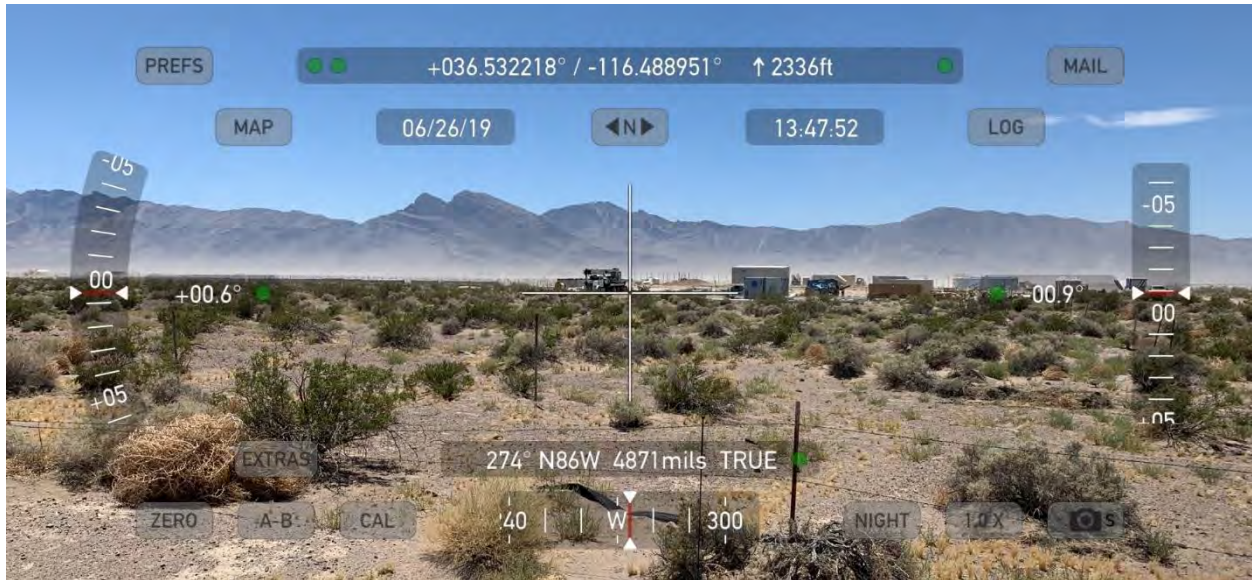 PREFS
+036.532218° / -116.488951° ↑ 2336ft
MAIL
MAP
06/26/19
◀N▶
13:47:52
LOG
-05
-05
00
+00.6°
-00.9°
00
+05
+05
EXTRAS
274° N86W 4871mils TRUE
ZERO
A-B
CAL
240 W 300
NIGHT
1.0 X
S